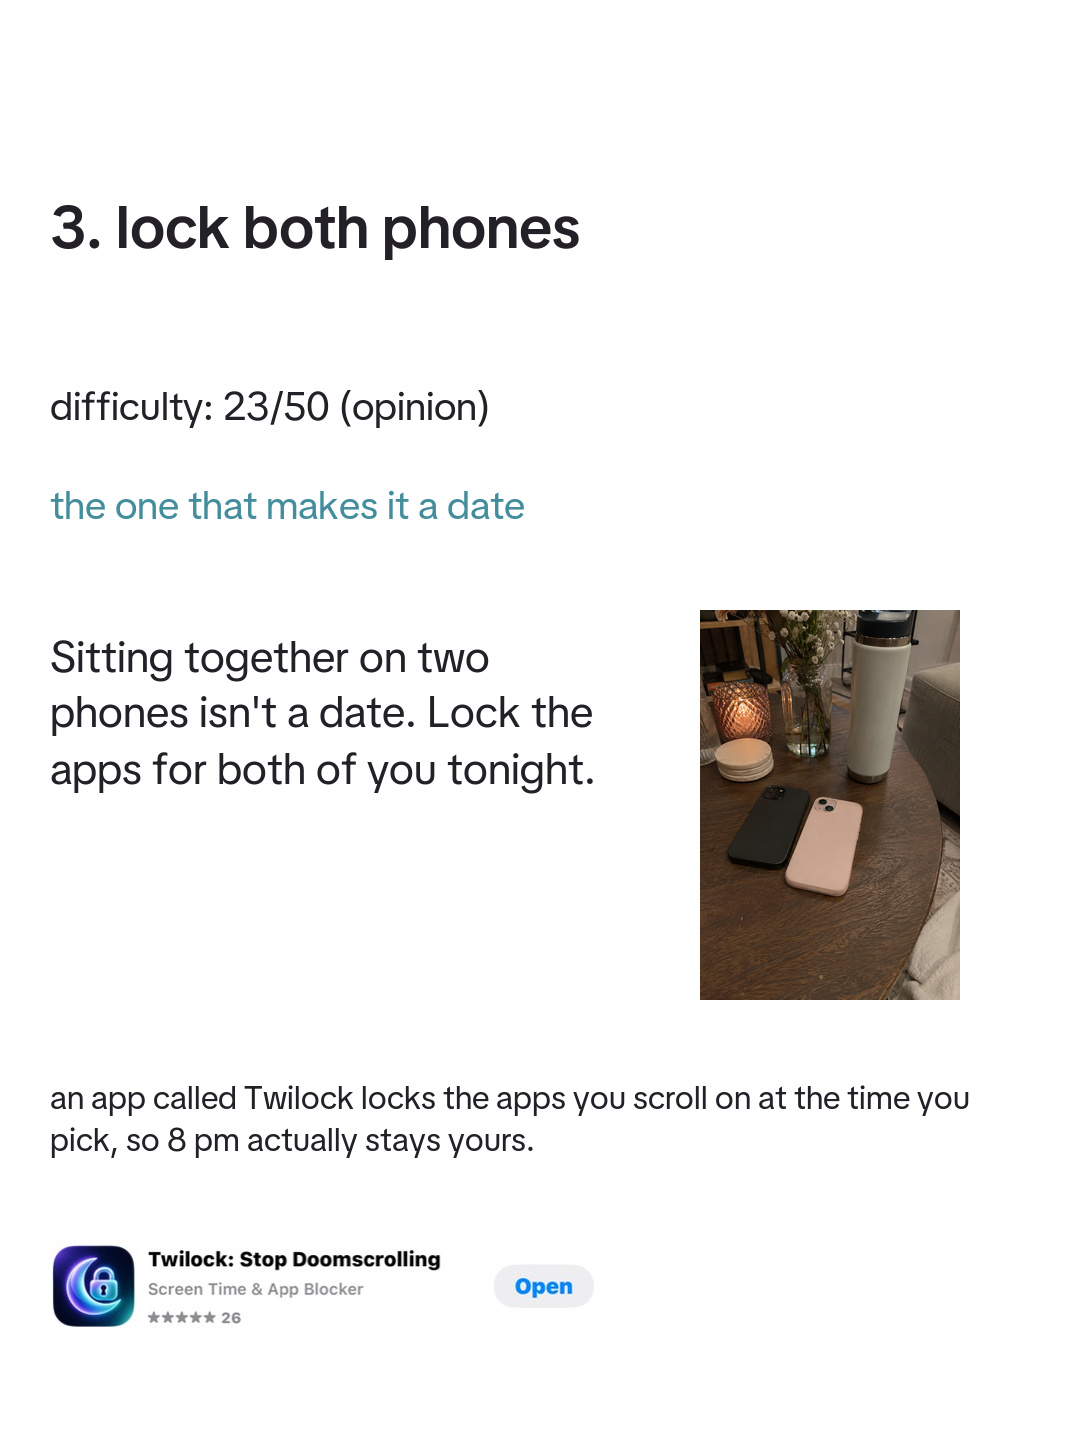 3. lock both phones
difficulty: 23/50 (opinion)
the one that makes it a date
Sitting together on two
phones isn't a date. Lock the
apps for both of you tonight.
an app called Twilock locks the apps you scroll on at the time you
pick, so 8 pm actually stays yours.
Twilock: Stop Doomscrolling
Screen Time & App Blocker
★★★★★ 26
Open